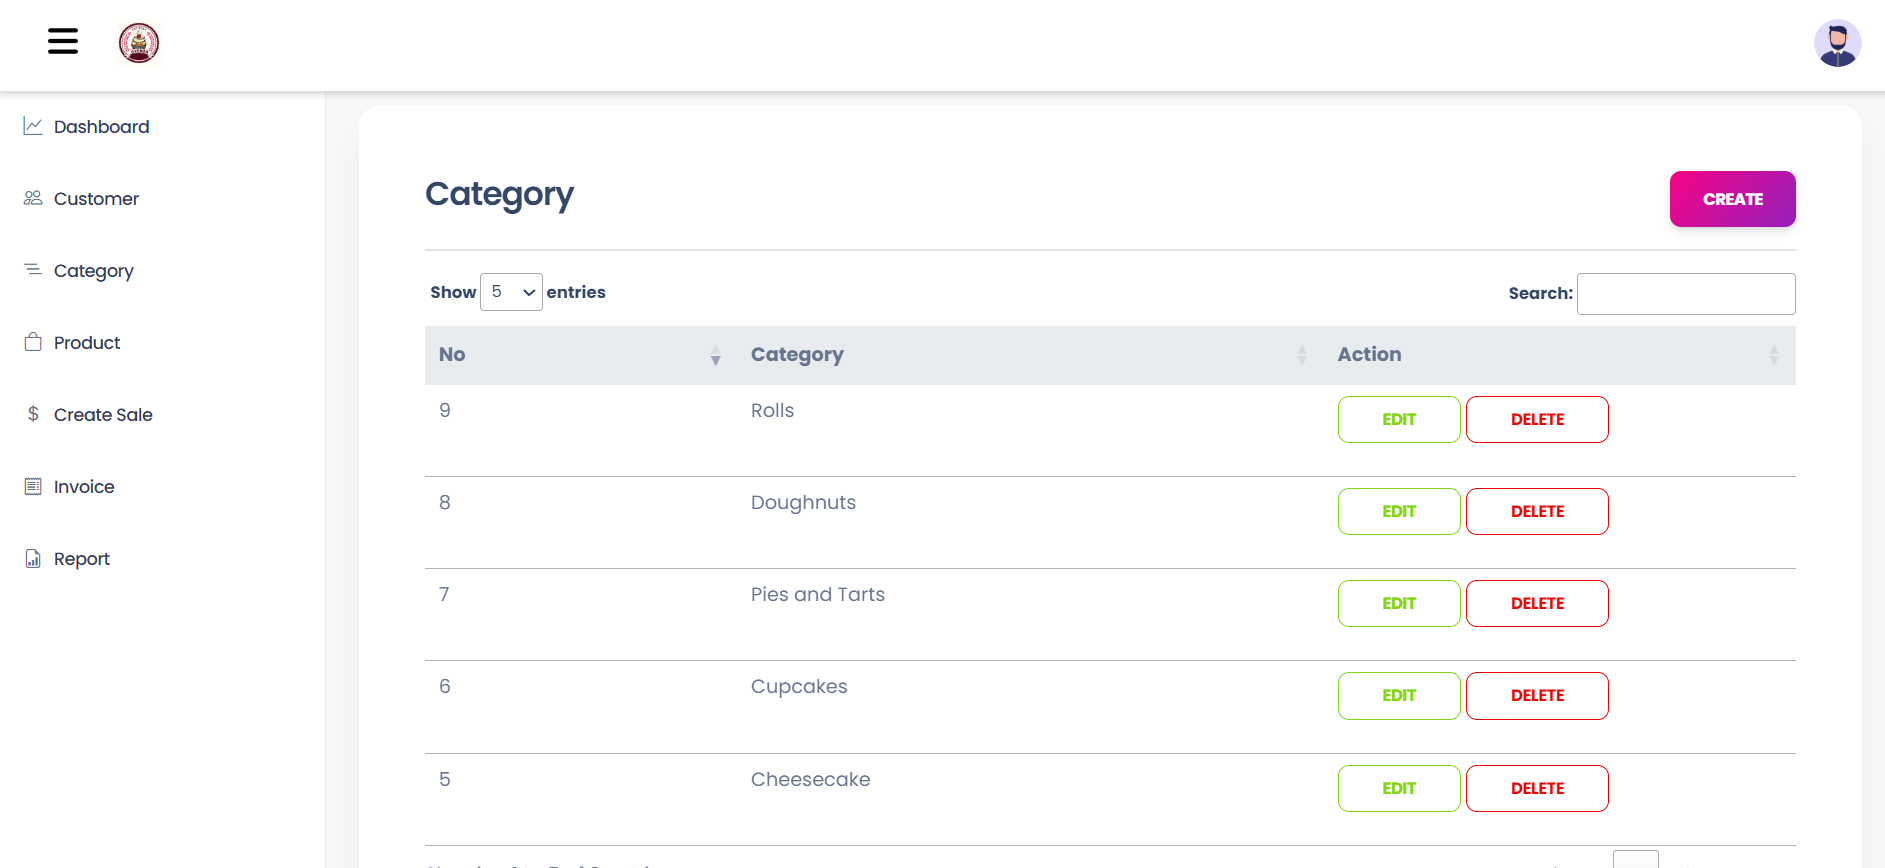 Dashboard
Customer
Category
Product
$ Create Sale
Invoice
Report
Category
CREATE
Show 5 entries
Search:
No Category Action
9 Rolls EDIT DELETE
8 Doughnuts EDIT DELETE
7 Pies and Tarts EDIT DELETE
6 Cupcakes EDIT DELETE
5 Cheesecake EDIT DELETE